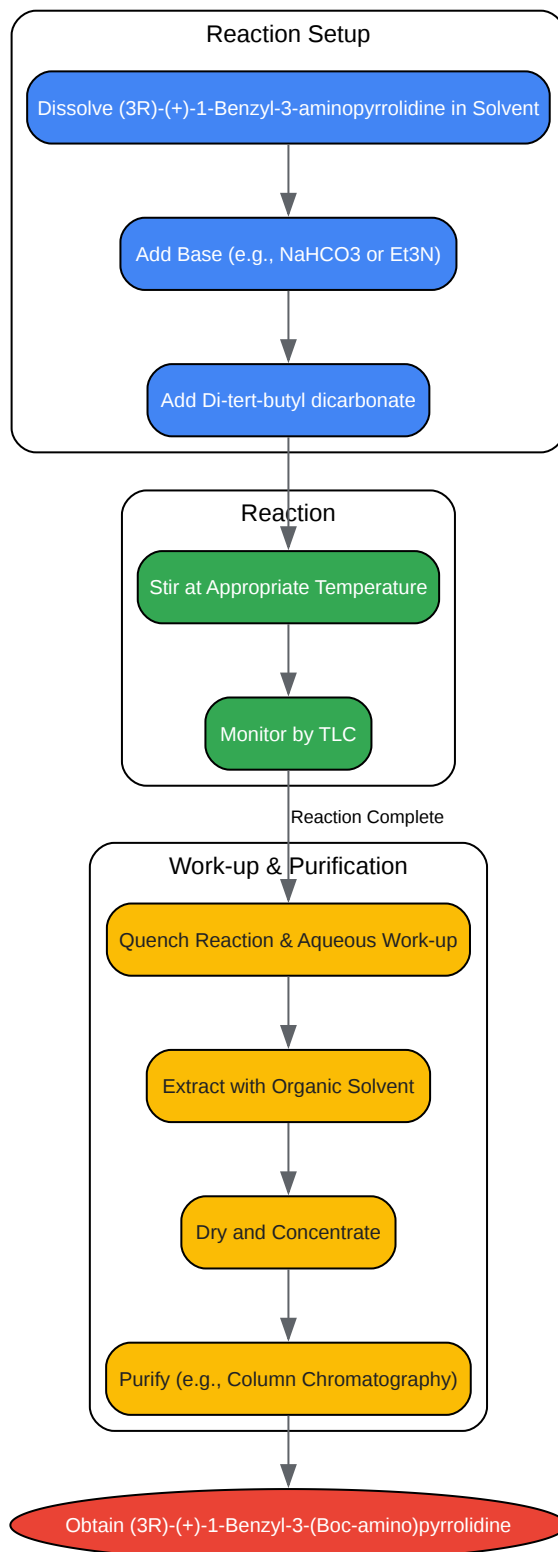 Reaction Setup
Dissolve (3R)-(+)-1-Benzyl-3-aminopyrrolidine in Solvent
Add Base (e.g., NaHCO3 or Et3N)
Add Di-tert-butyl dicarbonate
Reaction
Stir at Appropriate Temperature
Monitor by TLC
Reaction Complete
Work-up & Purification
Quench Reaction & Aqueous Work-up
Extract with Organic Solvent
Dry and Concentrate
Purify (e.g., Column Chromatography)
Obtain (3R)-(+)-1-Benzyl-3-(Boc-amino)pyrrolidine